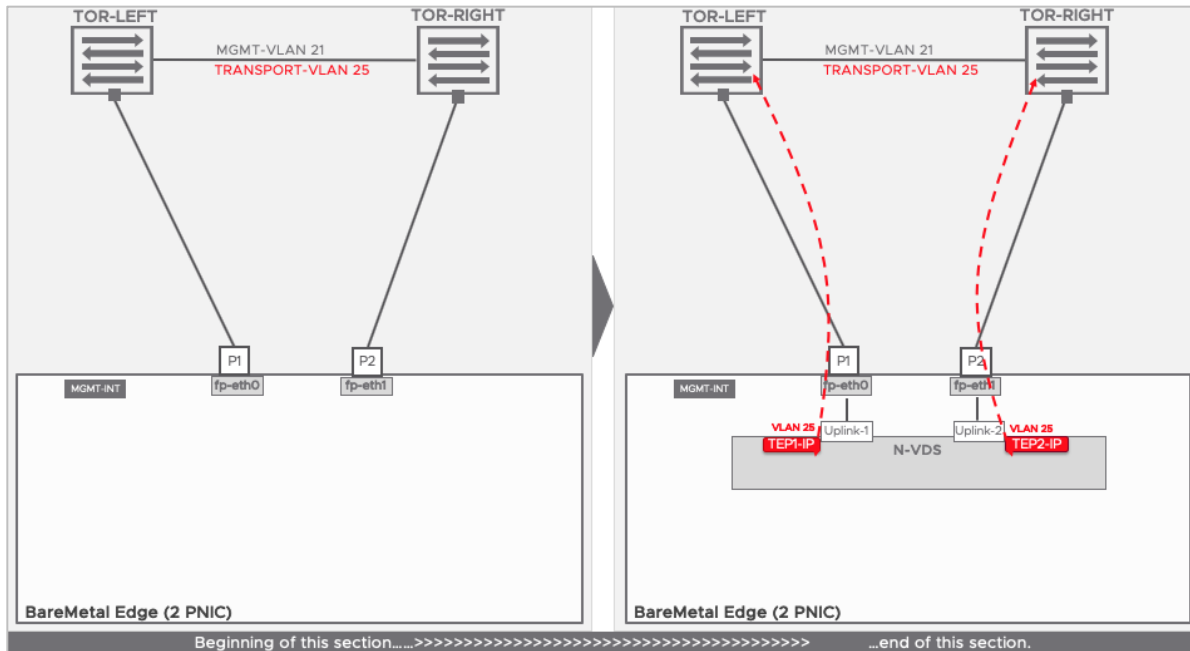 TOR-LEFT
TOR-RIGHT
MGMT-VLAN 21
TRANSPORT-VLAN 25
P1
P2
fp-eth0
fp-eth1
MGMT-INT
BareMetal Edge (2 PNIC)
TOR-LEFT
TOR-RIGHT
MGMT-VLAN 21
TRANSPORT-VLAN 25
P1
P2
MGMT-INT
fp-eth0
fp-eth1
VLAN 25
Uplink-1
Uplink-2
VLAN 25
TEP1-IP
N-VDS
TEP2-IP
BareMetal Edge (2 PNIC)
Beginning of this section......>>>>>>>>>>>>>>>>>>>>>>>>>>>>>>>>>>>>>>>> ...end of this section.